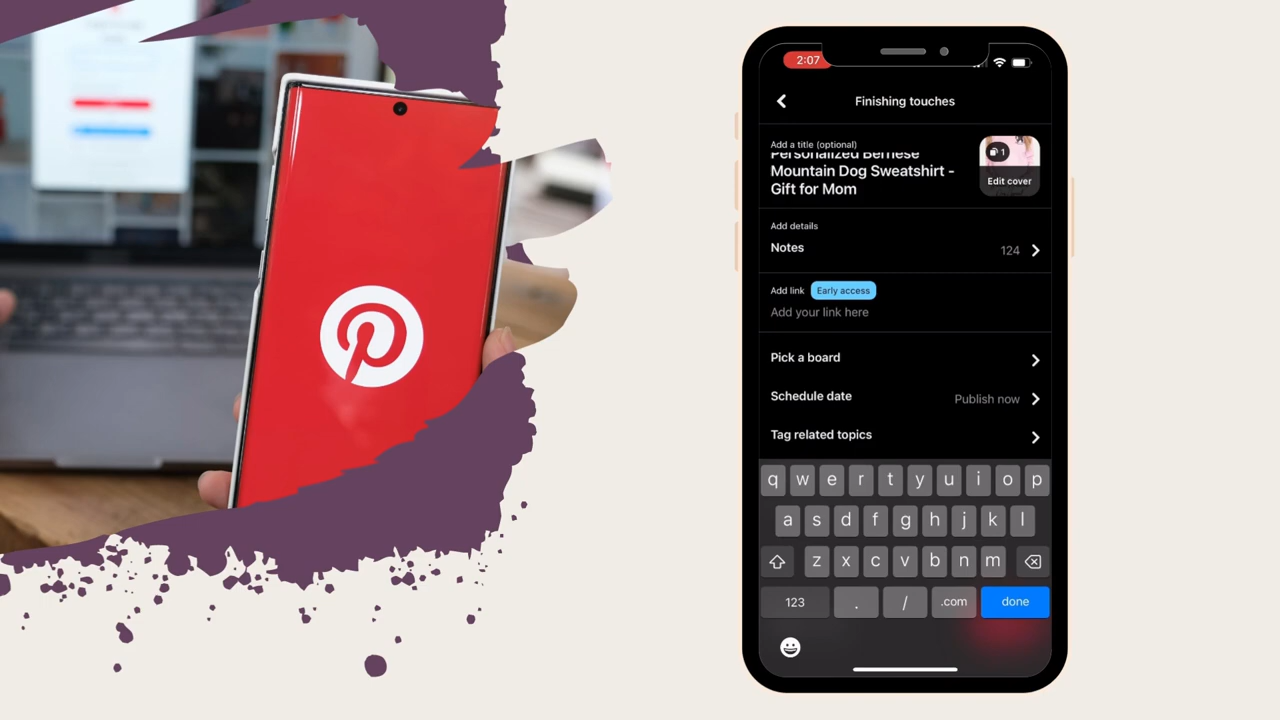 2:07
Finishing touches
Add a title (optional)
Personalized Bernese
Mountain Dog Sweatshirt -
Gift for Mom
1
Edit cover
Add details
Notes
124
Add link
Early access
Add your link here
Pick a board
Schedule date
Publish now
Tag related topics
q w e r t y u i o p
a s d f g h j k l
z x c v b n m
123 . / .com done